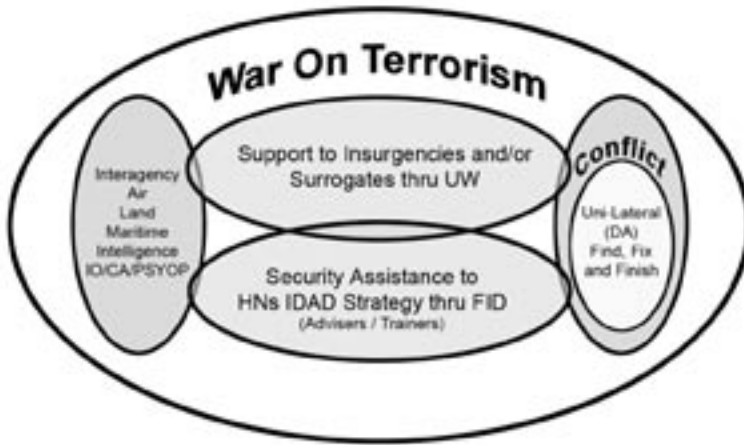 War On Terrorism
Interagency
Air
Land
Maritime
Intelligence
IO/CA/PSYOP
Support to Insurgencies and/or
Surrogates thru UW
Security Assistance to
HNs IDAD Strategy thru FID
(Advisers / Trainers)
Conflict
Uni-Lateral
(DA)
Find, Fix
and Finish